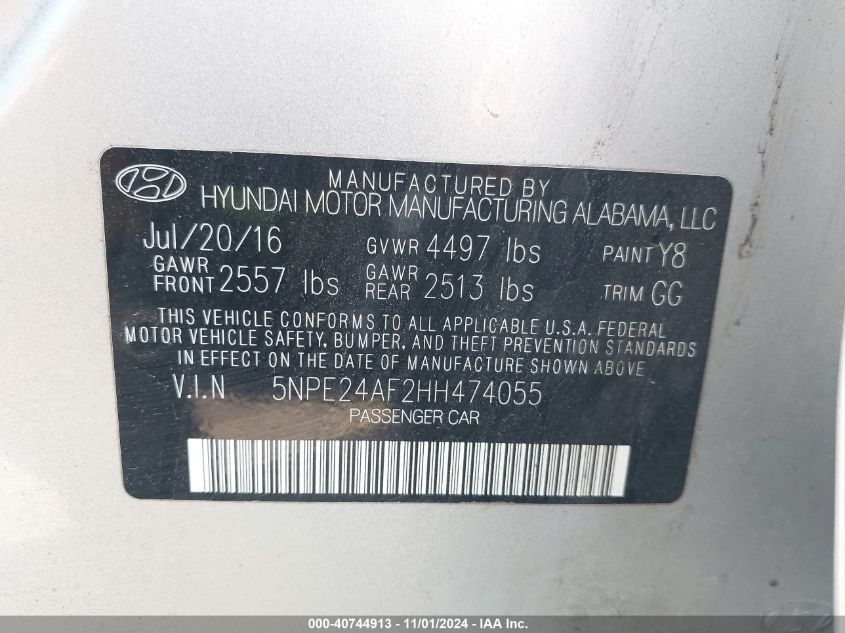 MANUFACTURED BY
HYUNDAI MOTOR MANUFACTURING ALABAMA, LLC
Jul/20/16 GVWR 4497 lbs PAINT Y8
GAWR FRONT 2557 lbs GAWR REAR 2513 lbs TRIM GG
THIS VEHICLE CONFORMS TO ALL APPLICABLE U.S.A. FEDERAL
MOTOR VEHICLE SAFETY, BUMPER, AND THEFT PREVENTION STANDARDS
IN EFFECT ON THE DATE OF MANUFACTURE SHOWN ABOVE
V.I.N 5NPE24AF2HH474055
PASSENGER CAR
000-40744913 - 11/01/2024 - IAA Inc.